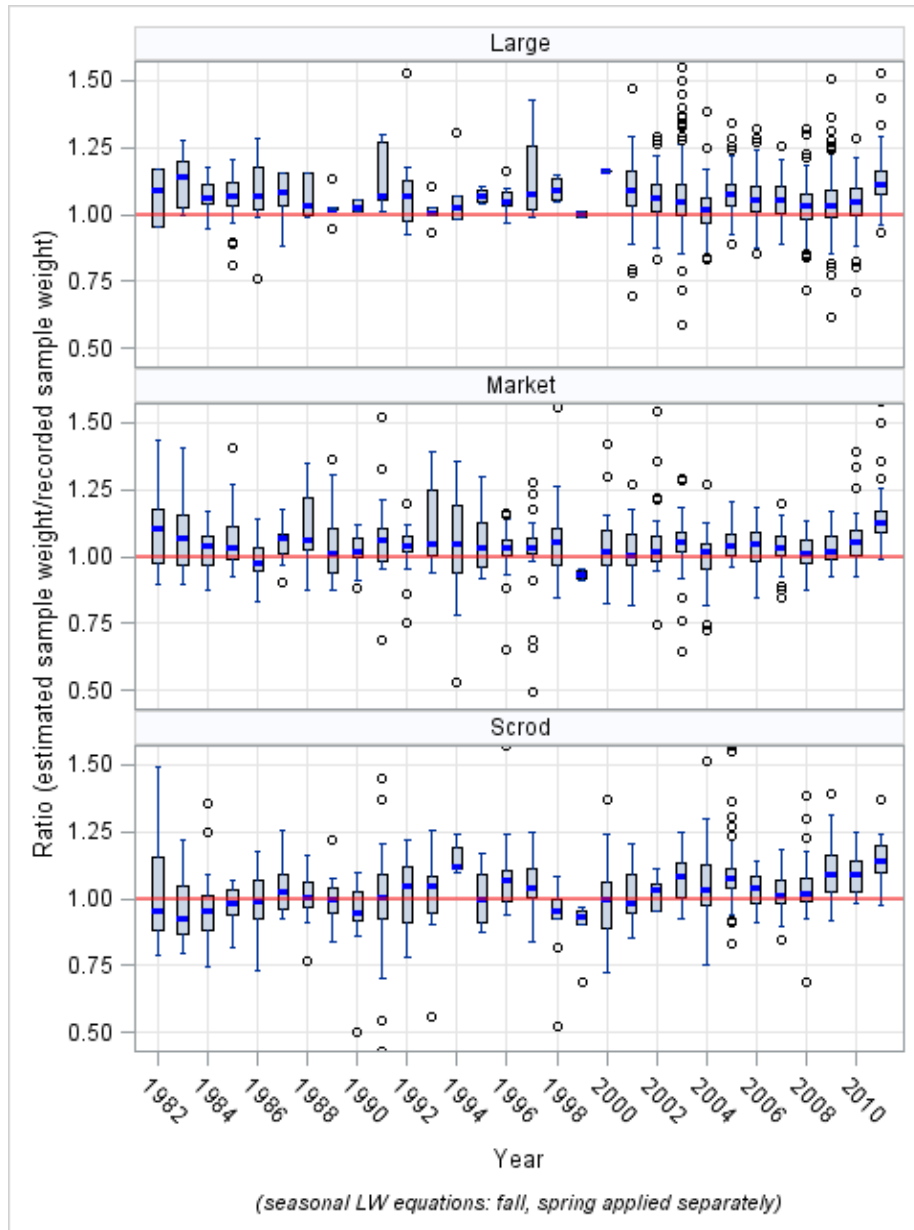 Large
1.50
1.25
1.00
0.75
0.50
Market
1.50
1.25
1.00
0.75
0.50
Scrod
1.50
1.25
1.00
0.75
0.50
Ratio (estimated sample weight/recorded sample weight)
1982 1984 1986 1988 1990 1992 1994 1996 1998 2000 2002 2004 2006 2008 2010
Year
(seasonal LW equations: fall, spring applied separately)